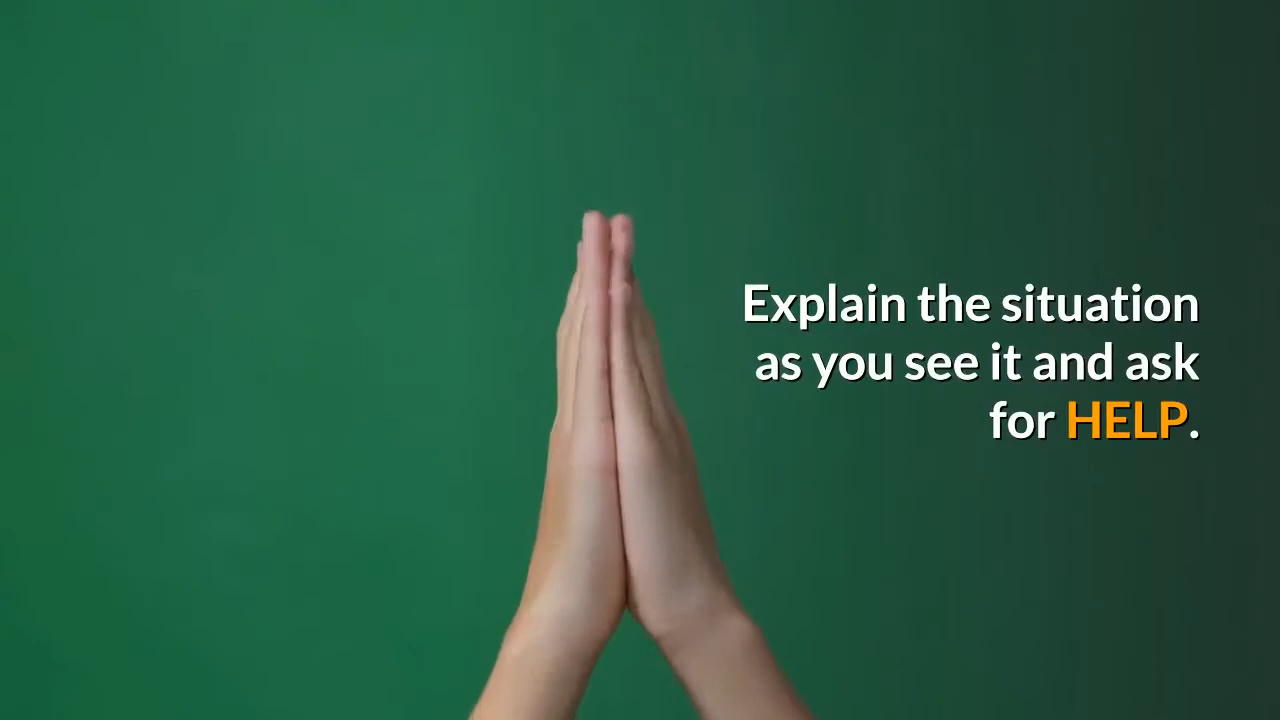 Explain the situation
as you see it and ask
for HELP.